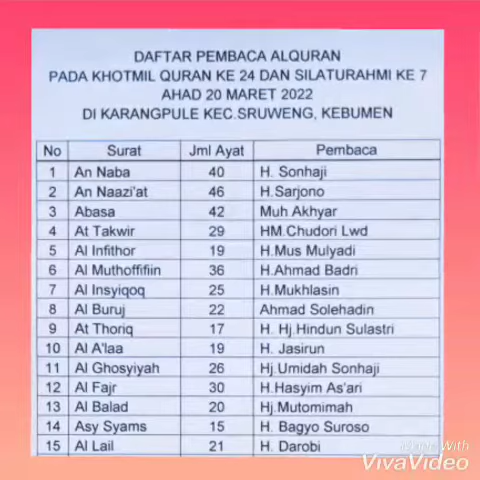 DAFTAR PEMBACA ALQURAN
PADA KHOTMIL QURAN KE 24 DAN SILATURAHMI KE 7
AHAD 20 MARET 2022
DI KARANGPULE KEC.SRUWENG, KEBUMEN
No Surat Jml Ayat Pembaca
1 An Naba 40 H. Sonhaji
2 An Naazi'at 46 H.Sarjono
3 Abasa 42 Muh Akhyar
4 At Takwir 29 HM.Chudori Lwd
5 Al Infithor 19 H.Mus Mulyadi
6 Al Muthoffifiin 36 H.Ahmad Badri
7 Al Insyiqoq 25 H.Mukhlasin
8 Al Buruj 22 Ahmad Solehadin
9 At Thoriq 17 H. Hj.Hindun Sulastri
10 Al A'laa 19 H. Jasirun
11 Al Ghosyiyah 26 Hj.Umidah Sonhaji
12 Al Fajr 30 H.Hasyim As'ari
13 Al Balad 20 Hj.Mutomimah
14 Asy Syams 15 H. Bagyo Suroso
15 Al Lail 21 H. Darobi
With
VivaVideo